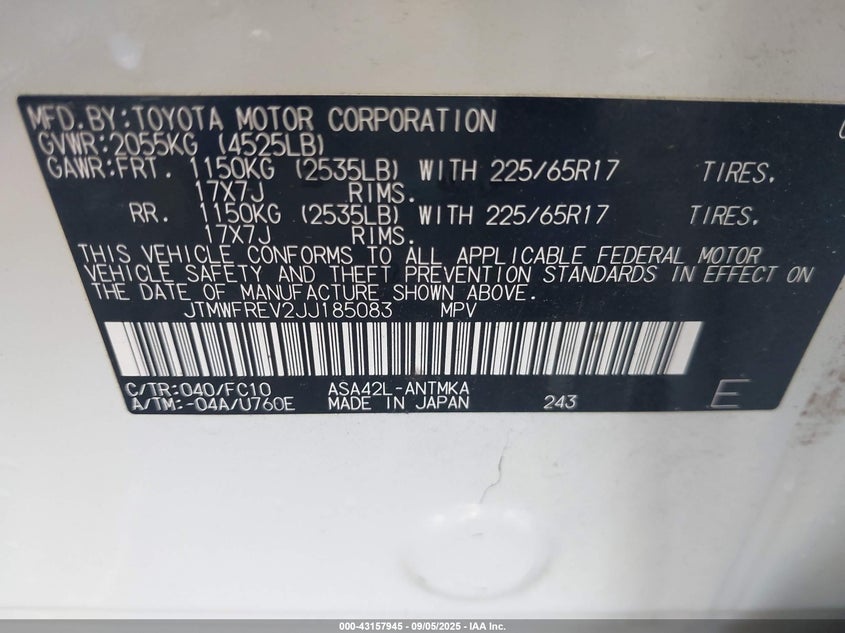 MFD.BY:TOYOTA MOTOR CORPORATION
GVWR:2055KG (4525LB)
GAWR:FRT. 1150KG (2535LB) WITH 225/65R17 TIRES.
17X7J RIMS.
RR. 1150KG (2535LB) WITH 225/65R17 TIRES.
17X7J RIMS.
THIS VEHICLE CONFORMS TO ALL APPLICABLE FEDERAL MOTOR
VEHICLE SAFETY AND THEFT PREVENTION STANDARDS IN EFFECT ON
THE DATE OF MANUFACTURE SHOWN ABOVE.
JTMWFREV2JJ185083 MPV
C/TR:040/FC10 ASA42L-ANTMKA
A/TM:-04A/U760E MADE IN JAPAN 243 E
000-43157945 - 09/05/2025 - IAA Inc.